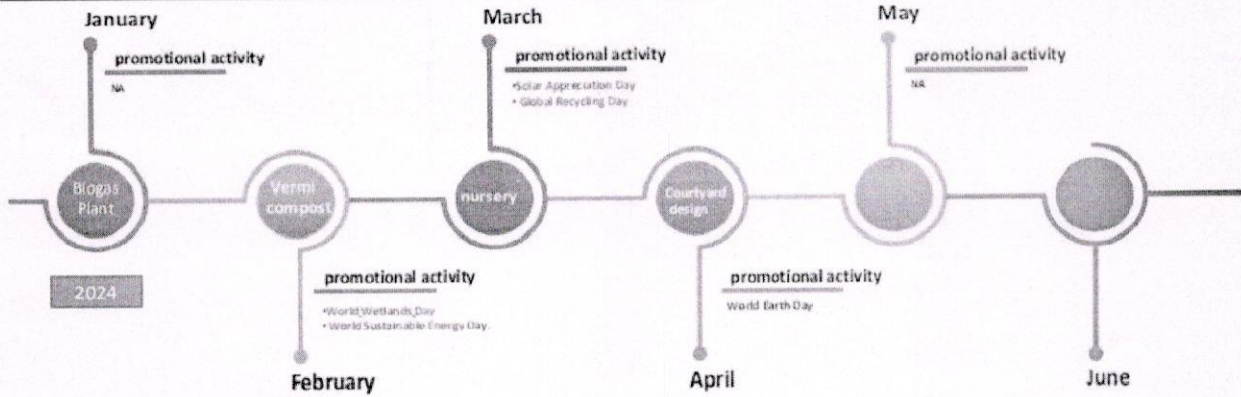 January
March
May
promotional activity
NA
promotional activity
•Solar Appreciation Day
• Global Recycling Day
promotional activity
NA
Biogas
Plant
Vermi
compost
nursery
Courtyard
design
2024
promotional activity
•World Wetlands Day
• World Sustainable Energy Day.
promotional activity
World Earth Day
February
April
June